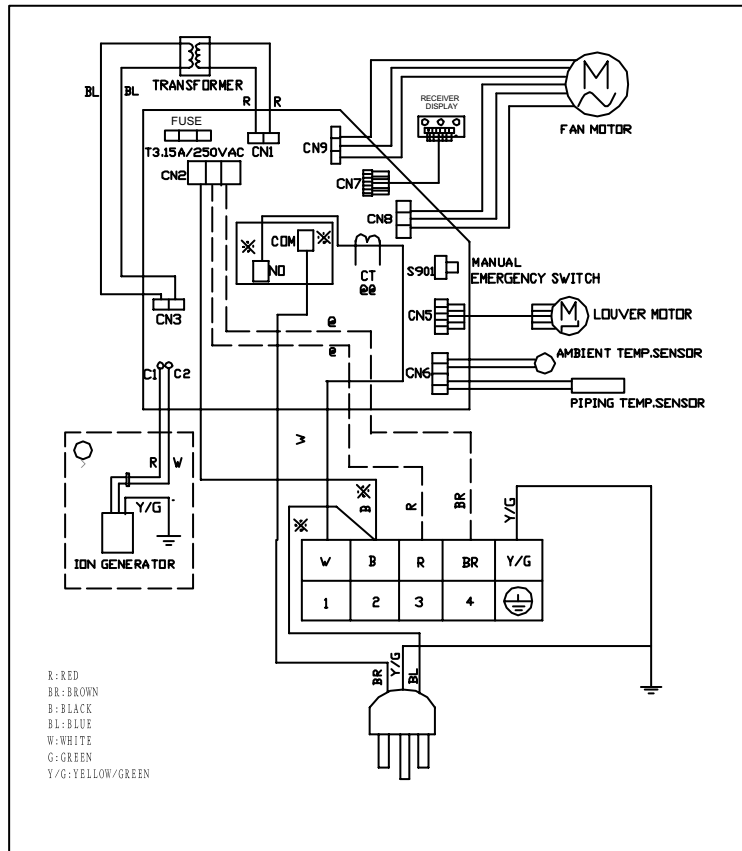 TRANSFORMER
BL
BL
R
R
FUSE
T3.15A/250VAC
CN2
CN1
CN9
RECEIVER
DISPLAY
M
FAN MOTOR
CN7
CN8
※
COM
※
NO
CT
@@
S901
MANUAL
EMERGENCY SWITCH
CN3
@
@
CN5
M
LOUVER MOTOR
CN6
AMBIENT TEMP.SENSOR
PIPING TEMP.SENSOR
C1
C2
R
W
Y/G
ION GENERATOR
W
※
※
B
R
BR
Y/G
W B R BR Y/G
1 2 3 4
BR
Y/G
BL
R:RED
BR:BROWN
B:BLACK
BL:BLUE
W:WHITE
G:GREEN
Y/G:YELLOW/GREEN